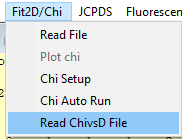 Fit2D/Chi JCPDS Fluorescen
Read File
Plot chi
Chi Setup
Chi Auto Run
Read ChivsD File